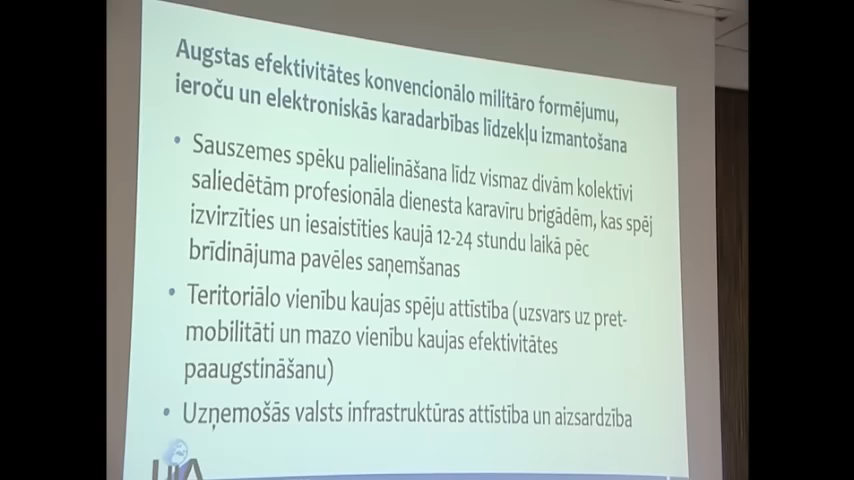 Augstas efektivitātes konvencionālo militāro formējumu,
ieroču un elektroniskās karadarbības līdzekļu izmantošana
• Sauszemes spēku palielināšana līdz vismaz divām kolektīvi
saliedētām profesionāla dienesta karavīru brigādēm, kas spēj
izvirzīties un iesaistīties kaujā 12-24 stundu laikā pēc
brīdinājuma pavēles saņemšanas
• Teritoriālo vienību kaujas spēju attīstība (uzsvars uz pret-
mobilitāti un mazo vienību kaujas efektivitātes
paaugstināšanu)
• Uzņemošās valsts infrastruktūras attīstība un aizsardzība